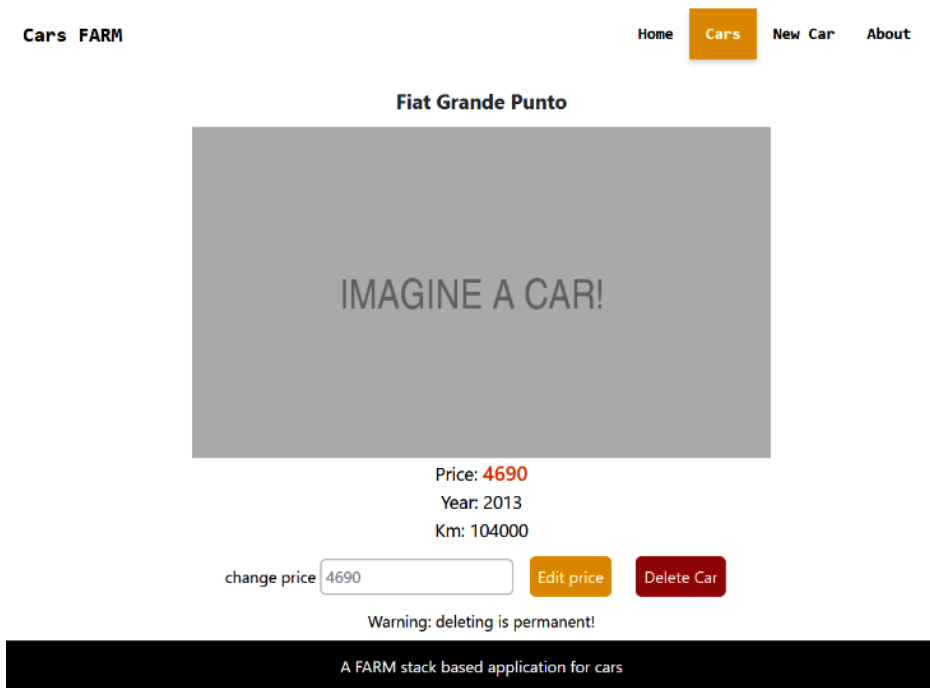 Cars FARM Home Cars New Car About
Fiat Grande Punto
IMAGINE A CAR!
Price: 4690
Year: 2013
Km: 104000
change price 4690 Edit price Delete Car
Warning: deleting is permanent!
A FARM stack based application for cars